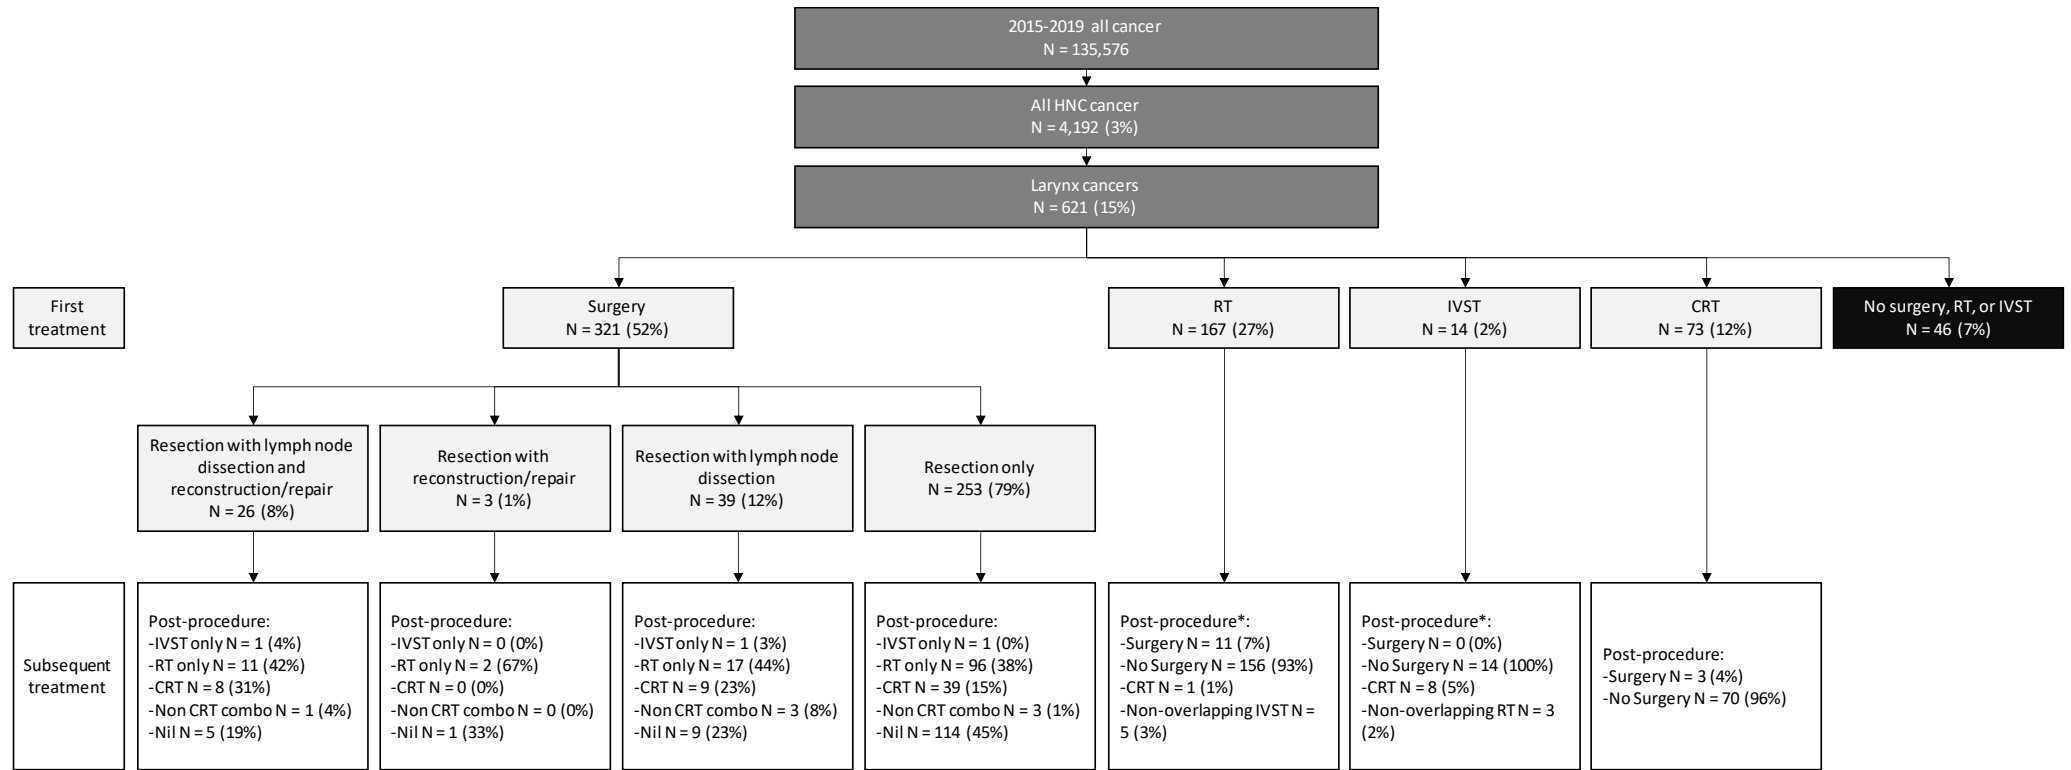 2015-2019 all cancer
N = 135,576
All HNC cancer
N = 4,192 (3%)
Larynx cancers
N = 621 (15%)
First
treatment
Surgery
N = 321 (52%)
RT
N = 167 (27%)
IVST
N = 14 (2%)
CRT
N = 73 (12%)
No surgery, RT, or IVST
N = 46 (7%)
Resection with lymph node
dissection and
reconstruction/repair
N = 26 (8%)
Resection with
reconstruction/repair
N = 3 (1%)
Resection with lymph node
dissection
N = 39 (12%)
Resection only
N = 253 (79%)
Subsequent
treatment
Post-procedure:
-IVST only N = 1 (4%)
-RT only N = 11 (42%)
-CRT N = 8 (31%)
-Non CRT combo N = 1 (4%)
-Nil N = 5 (19%)
Post-procedure:
-IVST only N = 0 (0%)
-RT only N = 2 (67%)
-CRT N = 0 (0%)
-Non CRT combo N = 0 (0%)
-Nil N = 1 (33%)
Post-procedure:
-IVST only N = 1 (3%)
-RT only N = 17 (44%)
-CRT N = 9 (23%)
-Non CRT combo N = 3 (8%)
-Nil N = 9 (23%)
Post-procedure:
-IVST only N = 1 (0%)
-RT only N = 96 (38%)
-CRT N = 39 (15%)
-Non CRT combo N = 3 (1%)
-Nil N = 114 (45%)
Post-procedure*:
-Surgery N = 11 (7%)
-No Surgery N = 156 (93%)
-CRT N = 1 (1%)
-Non-overlapping IVST N =
5 (3%)
Post-procedure*:
-Surgery N = 0 (0%)
-No Surgery N = 14 (100%)
-CRT N = 8 (5%)
-Non-overlapping RT N = 3
(2%)
Post-procedure:
-Surgery N = 3 (4%)
-No Surgery N = 70 (96%)